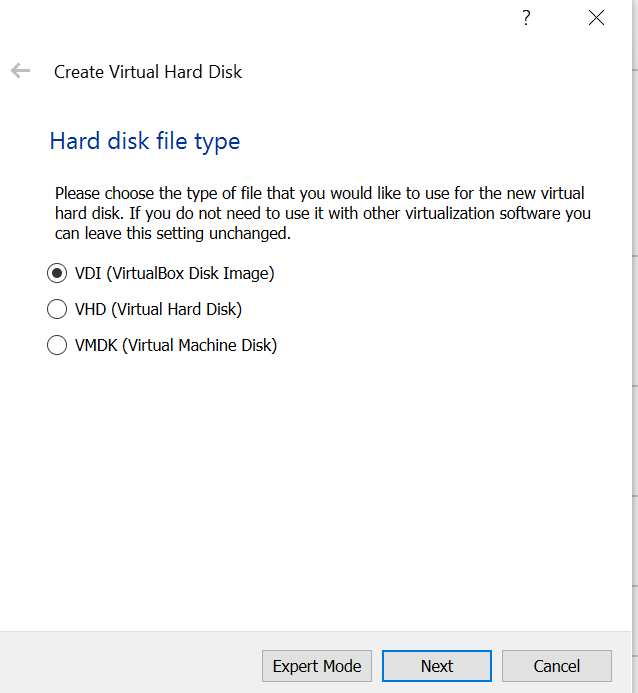 ?
Create Virtual Hard Disk
Hard disk file type
Please choose the type of file that you would like to use for the new virtual
hard disk. If you do not need to use it with other virtualization software you
can leave this setting unchanged.
VDI (VirtualBox Disk Image)
VHD (Virtual Hard Disk)
VMDK (Virtual Machine Disk)
Expert Mode
Next
Cancel